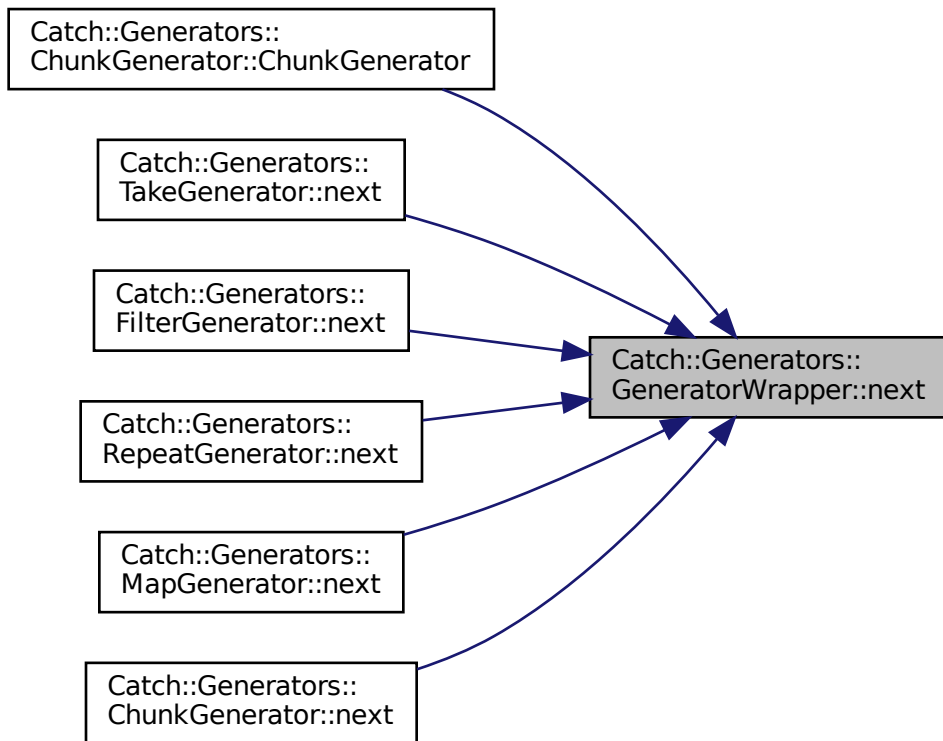 Catch::Generators::
ChunkGenerator::ChunkGenerator
Catch::Generators::
TakeGenerator::next
Catch::Generators::
FilterGenerator::next
Catch::Generators::
GeneratorWrapper::next
Catch::Generators::
RepeatGenerator::next
Catch::Generators::
MapGenerator::next
Catch::Generators::
ChunkGenerator::next